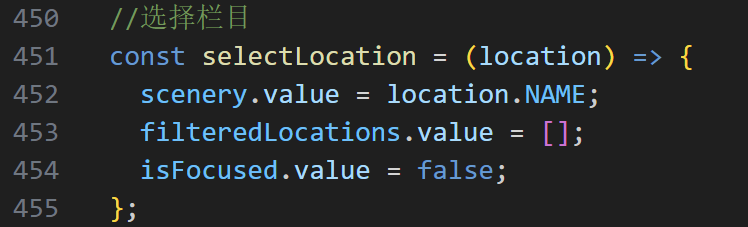 450 //选择栏目
451 const selectLocation = (location) => {
452 scenery.value = location.NAME;
453 filteredLocations.value = [];
454 isFocused.value = false;
455 };